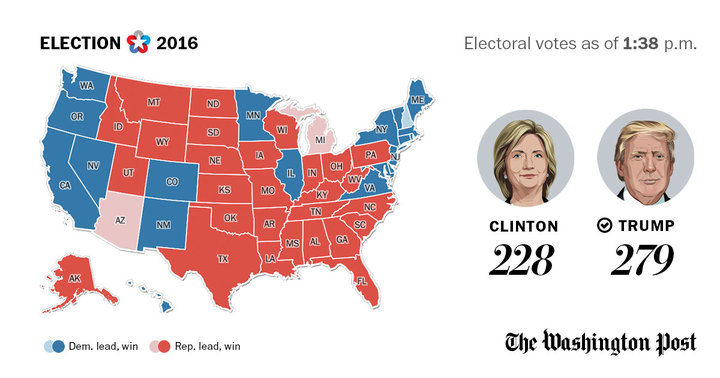 ELECTION 2016
Electoral votes as of 1:38 p.m.
WA
MT
ND
MN
ME
OR
ID
SD
WI
MI
NY
WY
NV
NE
IA
PA
NJ
UT
IL
IN
OH
CA
CO
KS
MO
WV
VA
KY
AZ
NM
OK
AR
TN
NC
SC
MS
AL
GA
TX
LA
FL
AK
CLINTON
TRUMP
228
279
Dem. lead, win
Rep. lead, win
The Washington Post